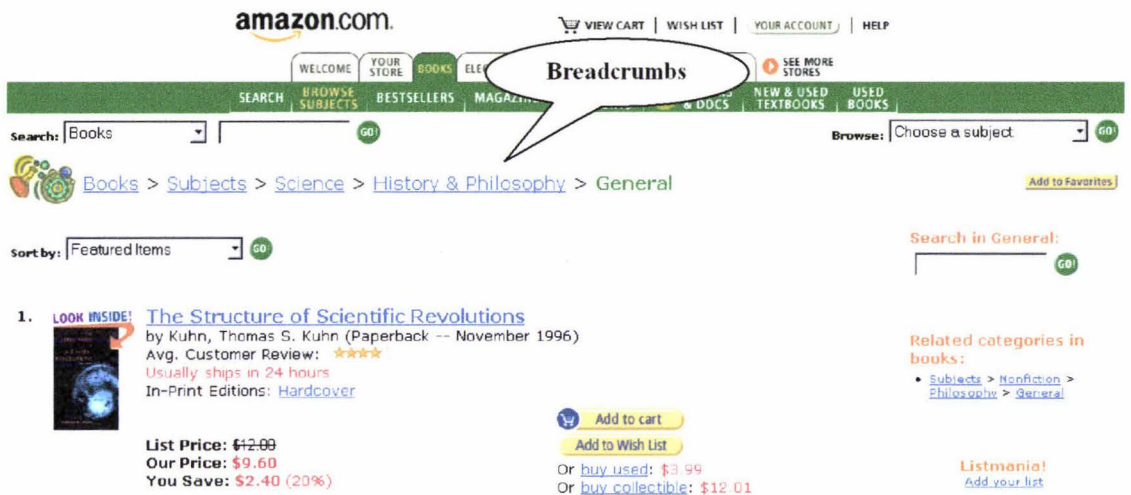 amazon.com.
VIEW CART | WISH LIST | YOUR ACCOUNT | HELP
WELCOME YOUR STORE BOOKS SEE MORE STORES
Breadcrumbs
SEARCH BROWSE SUBJECTS BESTSELLERS & DOCS NEW & USED TEXTBOOKS USED BOOKS
Search: Books GO!
Browse: Choose a subject GO!
Books > Subjects > Science > History & Philosophy > General
Add to Favorites
Sort by: Featured Items GO!
Search in General:
GO!
1. LOOK INSIDE! The Structure of Scientific Revolutions
by Kuhn, Thomas S. Kuhn (Paperback -- November 1996)
Avg. Customer Review:
Usually ships in 24 hours
In-Print Editions: Hardcover
List Price: $12.00
Our Price: $9.60
You Save: $2.40 (20%)
Add to cart
Add to Wish List
Or buy used: $3.99
Or buy collectible: $12.01
Related categories in
books:
• Subjects > Nonfiction >
Philosophy > General
Listmania!
Add your list